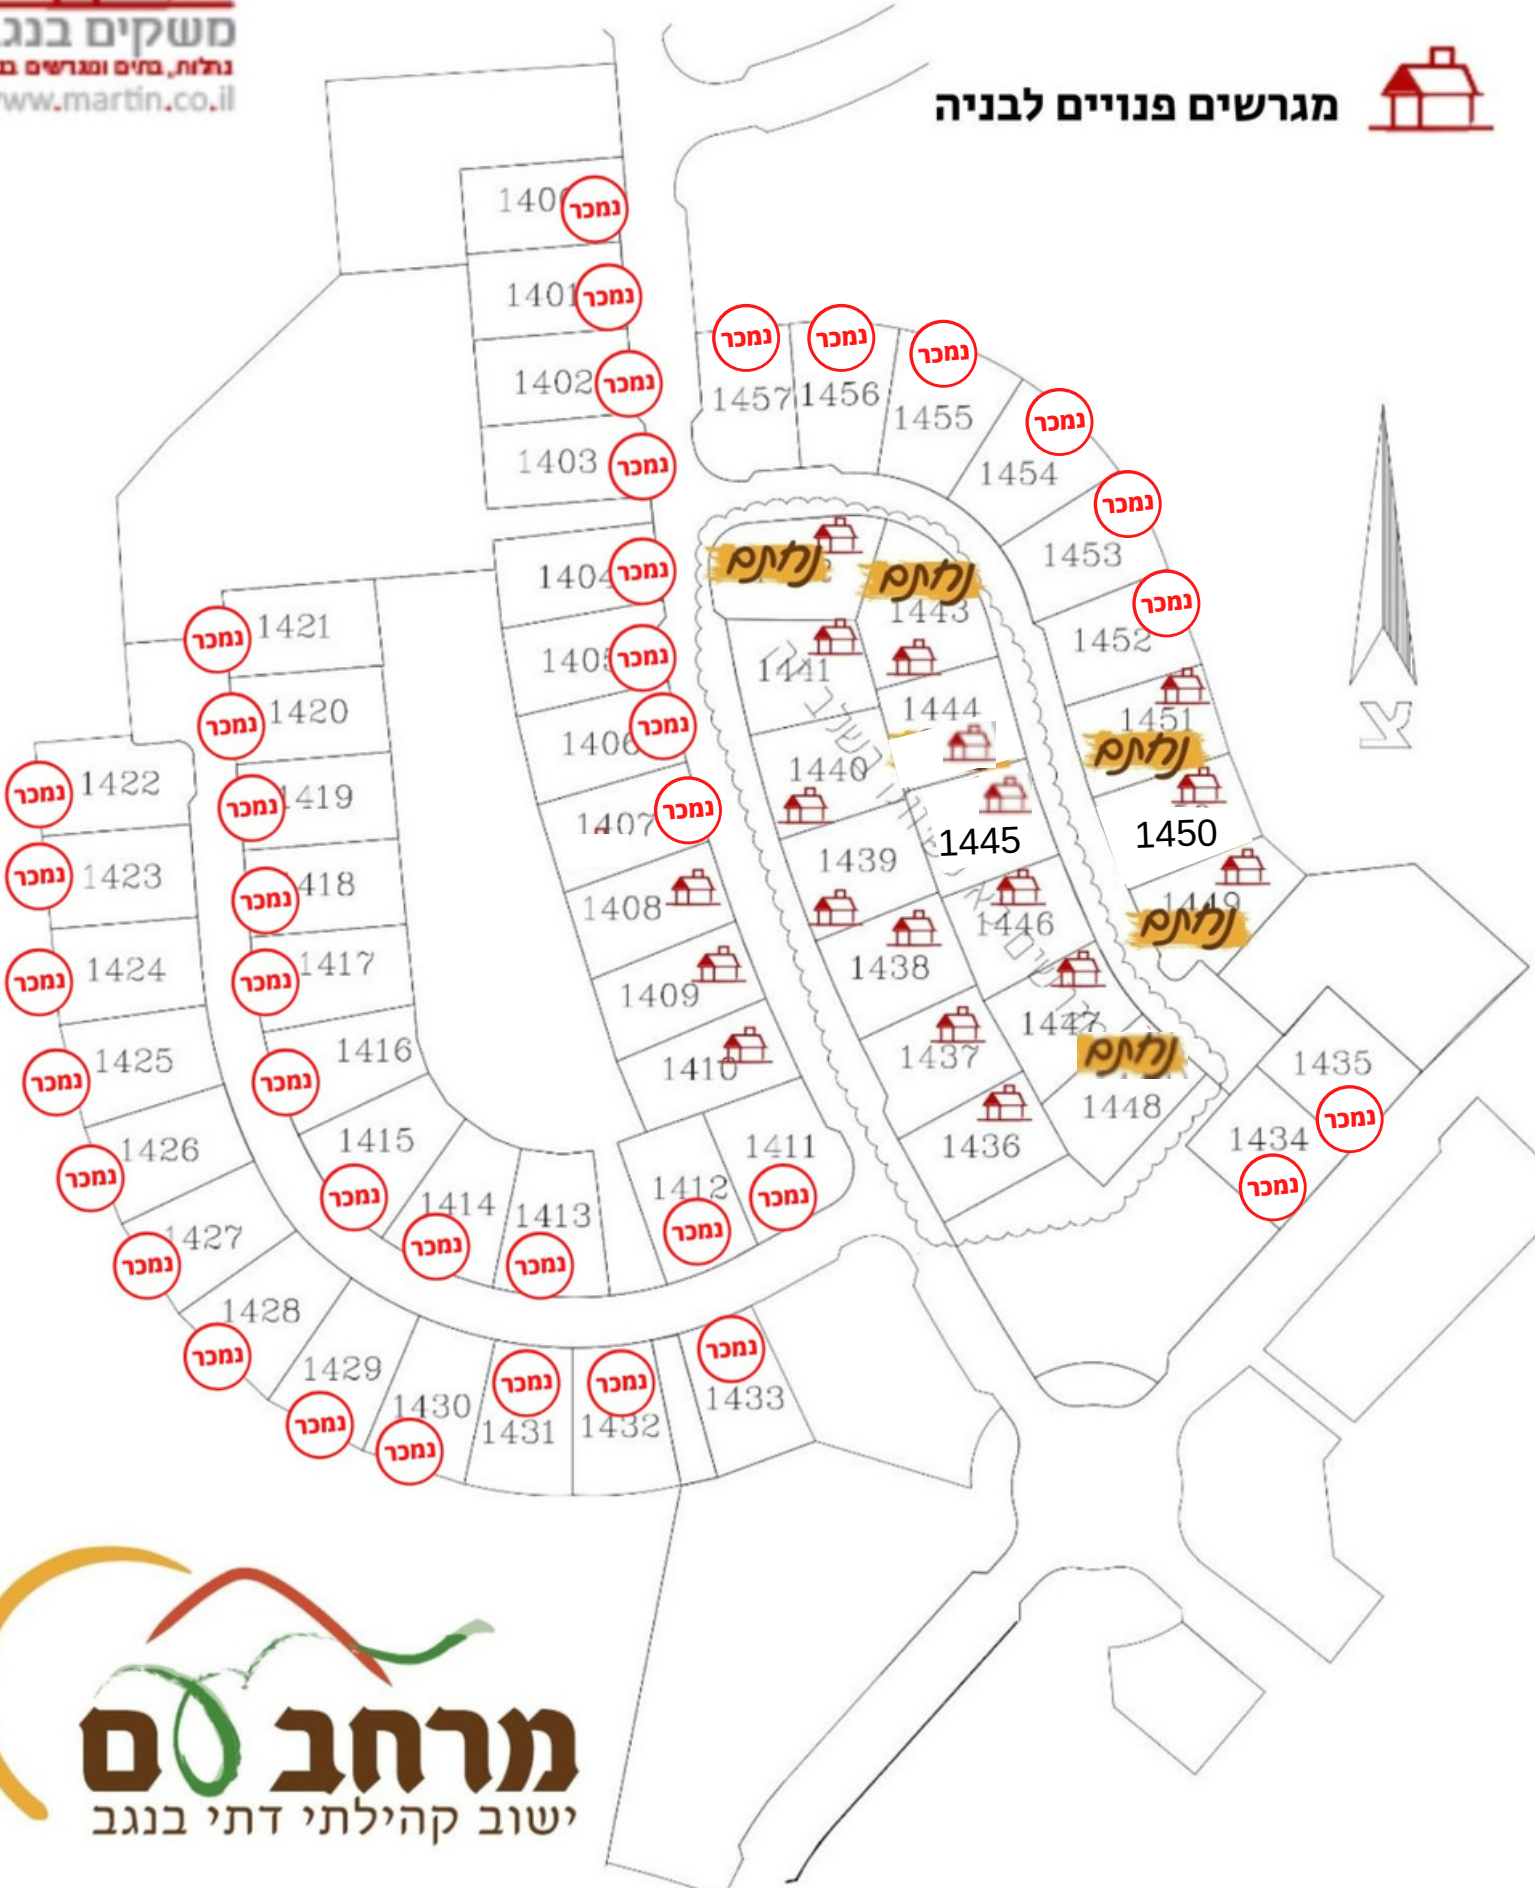 משקים בנגב
נחלות, בתים ומגרשים
www.martin.co.il
מגרשים פנויים לבניה
נמכר
1401 נמכר
1402 נמכר
1403 נמכר
1457 נמכר
1456 נמכר
1455 נמכר
1454 נמכר
1453 נמכר
1452 נמכר
1404 נמכר
1405 נמכר
1406 נמכר
1407 נמכר
1408
1409
1410
1411 נמכר
1412 נמכר
1413 נמכר
1414 נמכר
1415 נמכר
1416 נמכר
1417 נמכר
1418 נמכר
1419 נמכר
1420 נמכר
1421 נמכר
1422 נמכר
1423 נמכר
1424 נמכר
1425 נמכר
1426 נמכר
1427 נמכר
1428 נמכר
1429 נמכר
1430 נמכר
1431 נמכר
1432 נמכר
1433 נמכר
1434 נמכר
1435 נמכר
נחתם
נחתם
1443
1441
1444
1440
1445
1439
1446
1438
1447
1437
נחתם
1448
1436
1451
נחתם
1450
1449
נחתם
צ
מרחב עם
ישוב קהילתי דתי בנגב